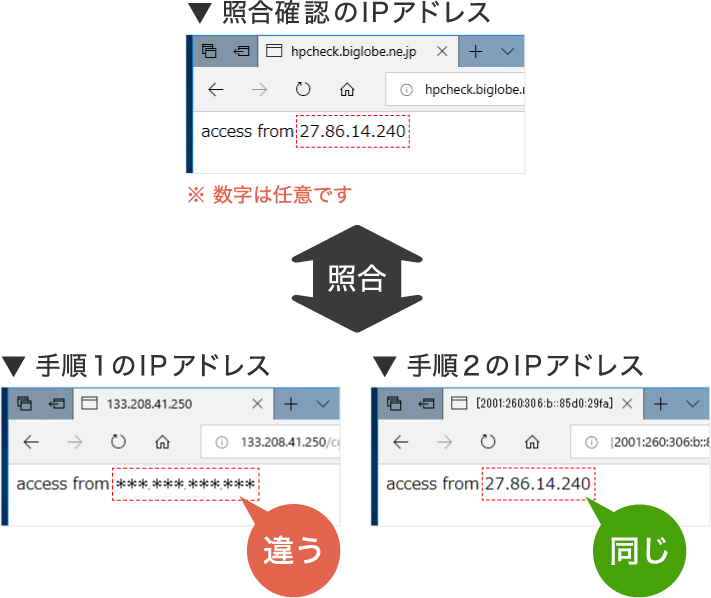 ▼ 照合確認のIPアドレス
hpcheck.biglobe.ne.jp
hpcheck.biglobe.
access from 27.86.14.240
※ 数字は任意です
照合
▼ 手順1のIPアドレス
133.208.41.250
133.208.41.250/c
access from ***.***.***.***
違う
▼ 手順2のIPアドレス
[2001:260:306:b::85d0:29fa]
[2001:260:306:b::8
access from 27.86.14.240
同じ